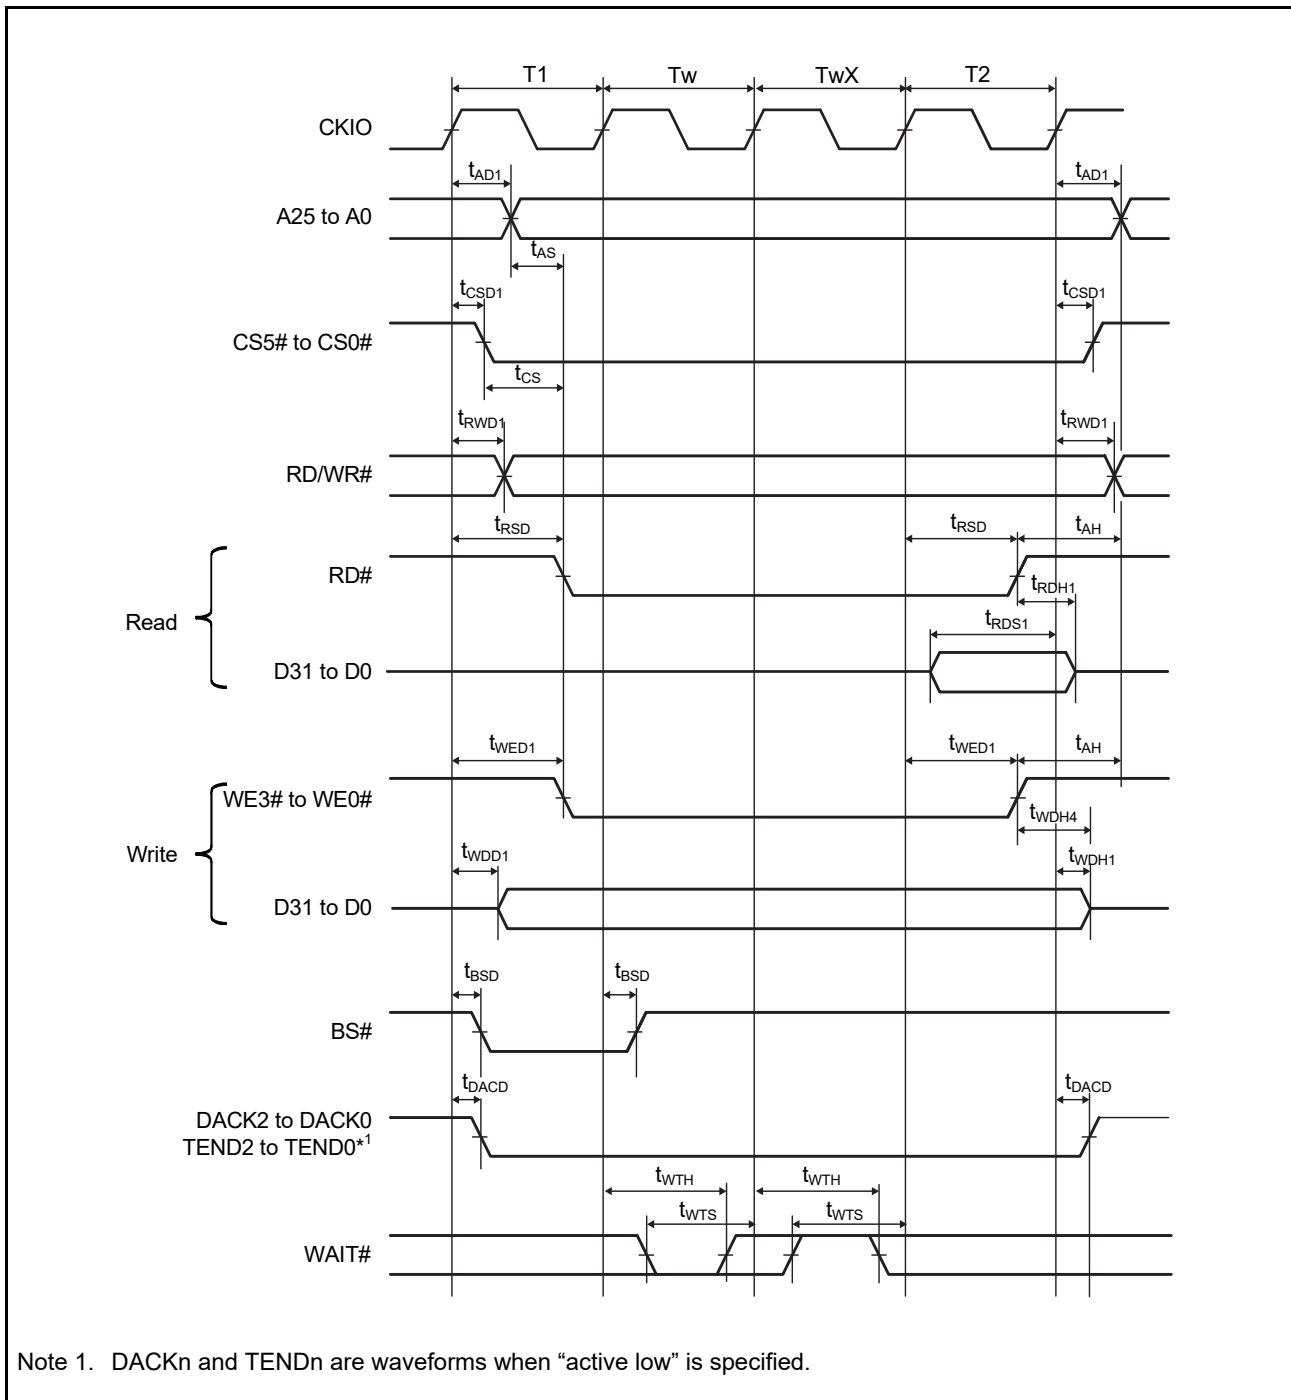 T1 Tw TwX T2
CKIO
tAD1 tAD1
A25 to A0
tAS
tCSD1 tCSD1
CS5# to CS0#
tCS
tRWD1 tRWD1
RD/WR#
tRSD tRSD tAH
RD#
tRDH1
Read
tRDS1
D31 to D0
tWED1 tWED1 tAH
WE3# to WE0#
tWDH4
Write
tWDD1 tWDH1
D31 to D0
tBSD tBSD
BS#
tDACD tDACD
DACK2 to DACK0
TEND2 to TEND0*1
tWTH tWTH
tWTS tWTS
WAIT#
Note 1. DACKn and TENDn are waveforms when “active low” is specified.